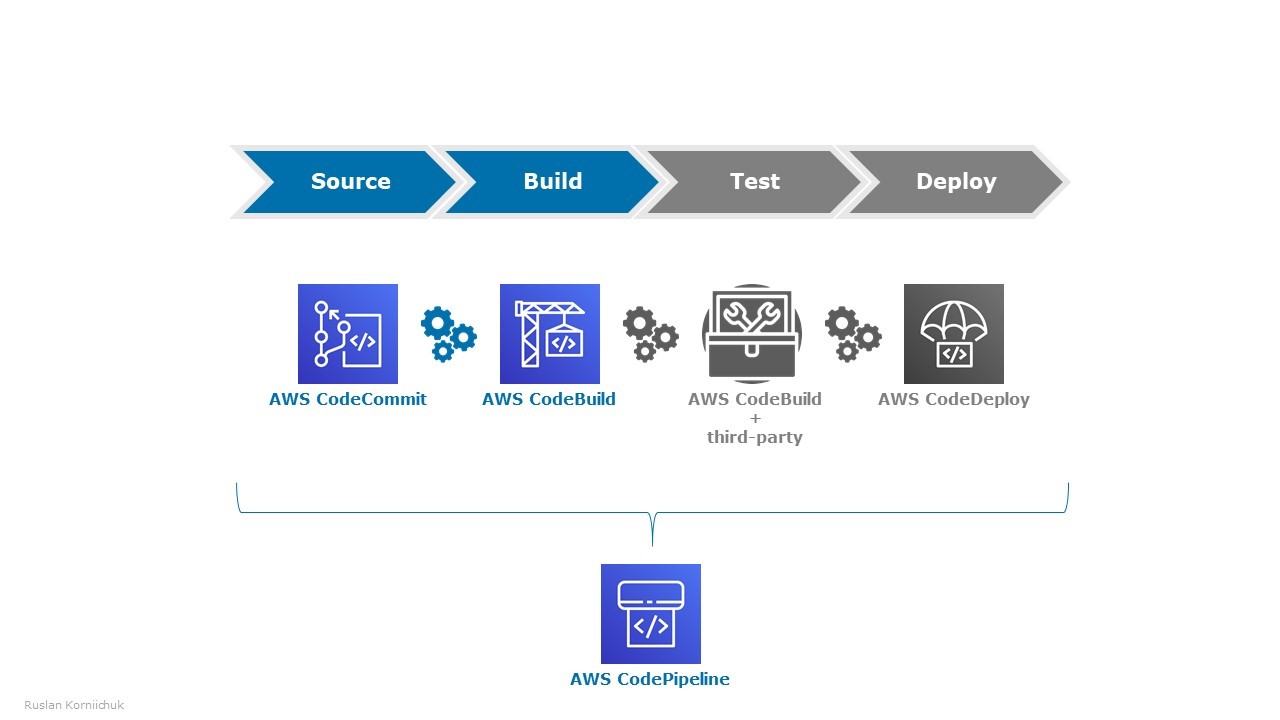 Source
Build
Test
Deploy
</>
</>
</>
AWS CodeCommit
AWS CodeBuild
AWS CodeBuild
+
third-party
AWS CodeDeploy
</>
AWS CodePipeline
Ruslan Korniichuk